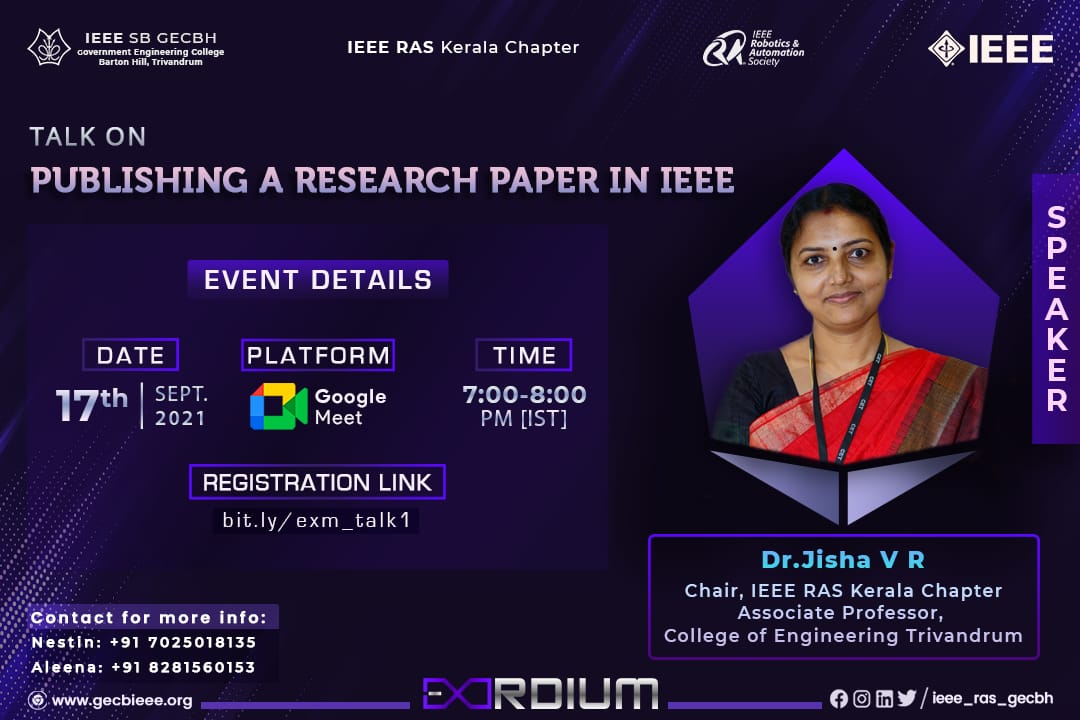 IEEE SB GECBH
Government Engineering College
Barton Hill, Trivandrum
IEEE RAS Kerala Chapter
IEEE
Robotics &
Automation
Society
IEEE
TALK ON
PUBLISHING A RESEARCH PAPER IN IEEE
SPEAKER
EVENT DETAILS
DATE
17th
SEPT.
2021
PLATFORM
Google
Meet
TIME
7:00-8:00
PM [IST]
REGISTRATION LINK
bit.ly/exm_talk1
CET
CET
CET
Dr.Jisha V R
Chair, IEEE RAS Kerala Chapter
Associate Professor,
College of Engineering Trivandrum
Contact for more info:
Nestin: +91 7025018135
Aleena: +91 8281560153
www.gecbieee.org
EXORDIUM
/ ieee_ras_gecbh